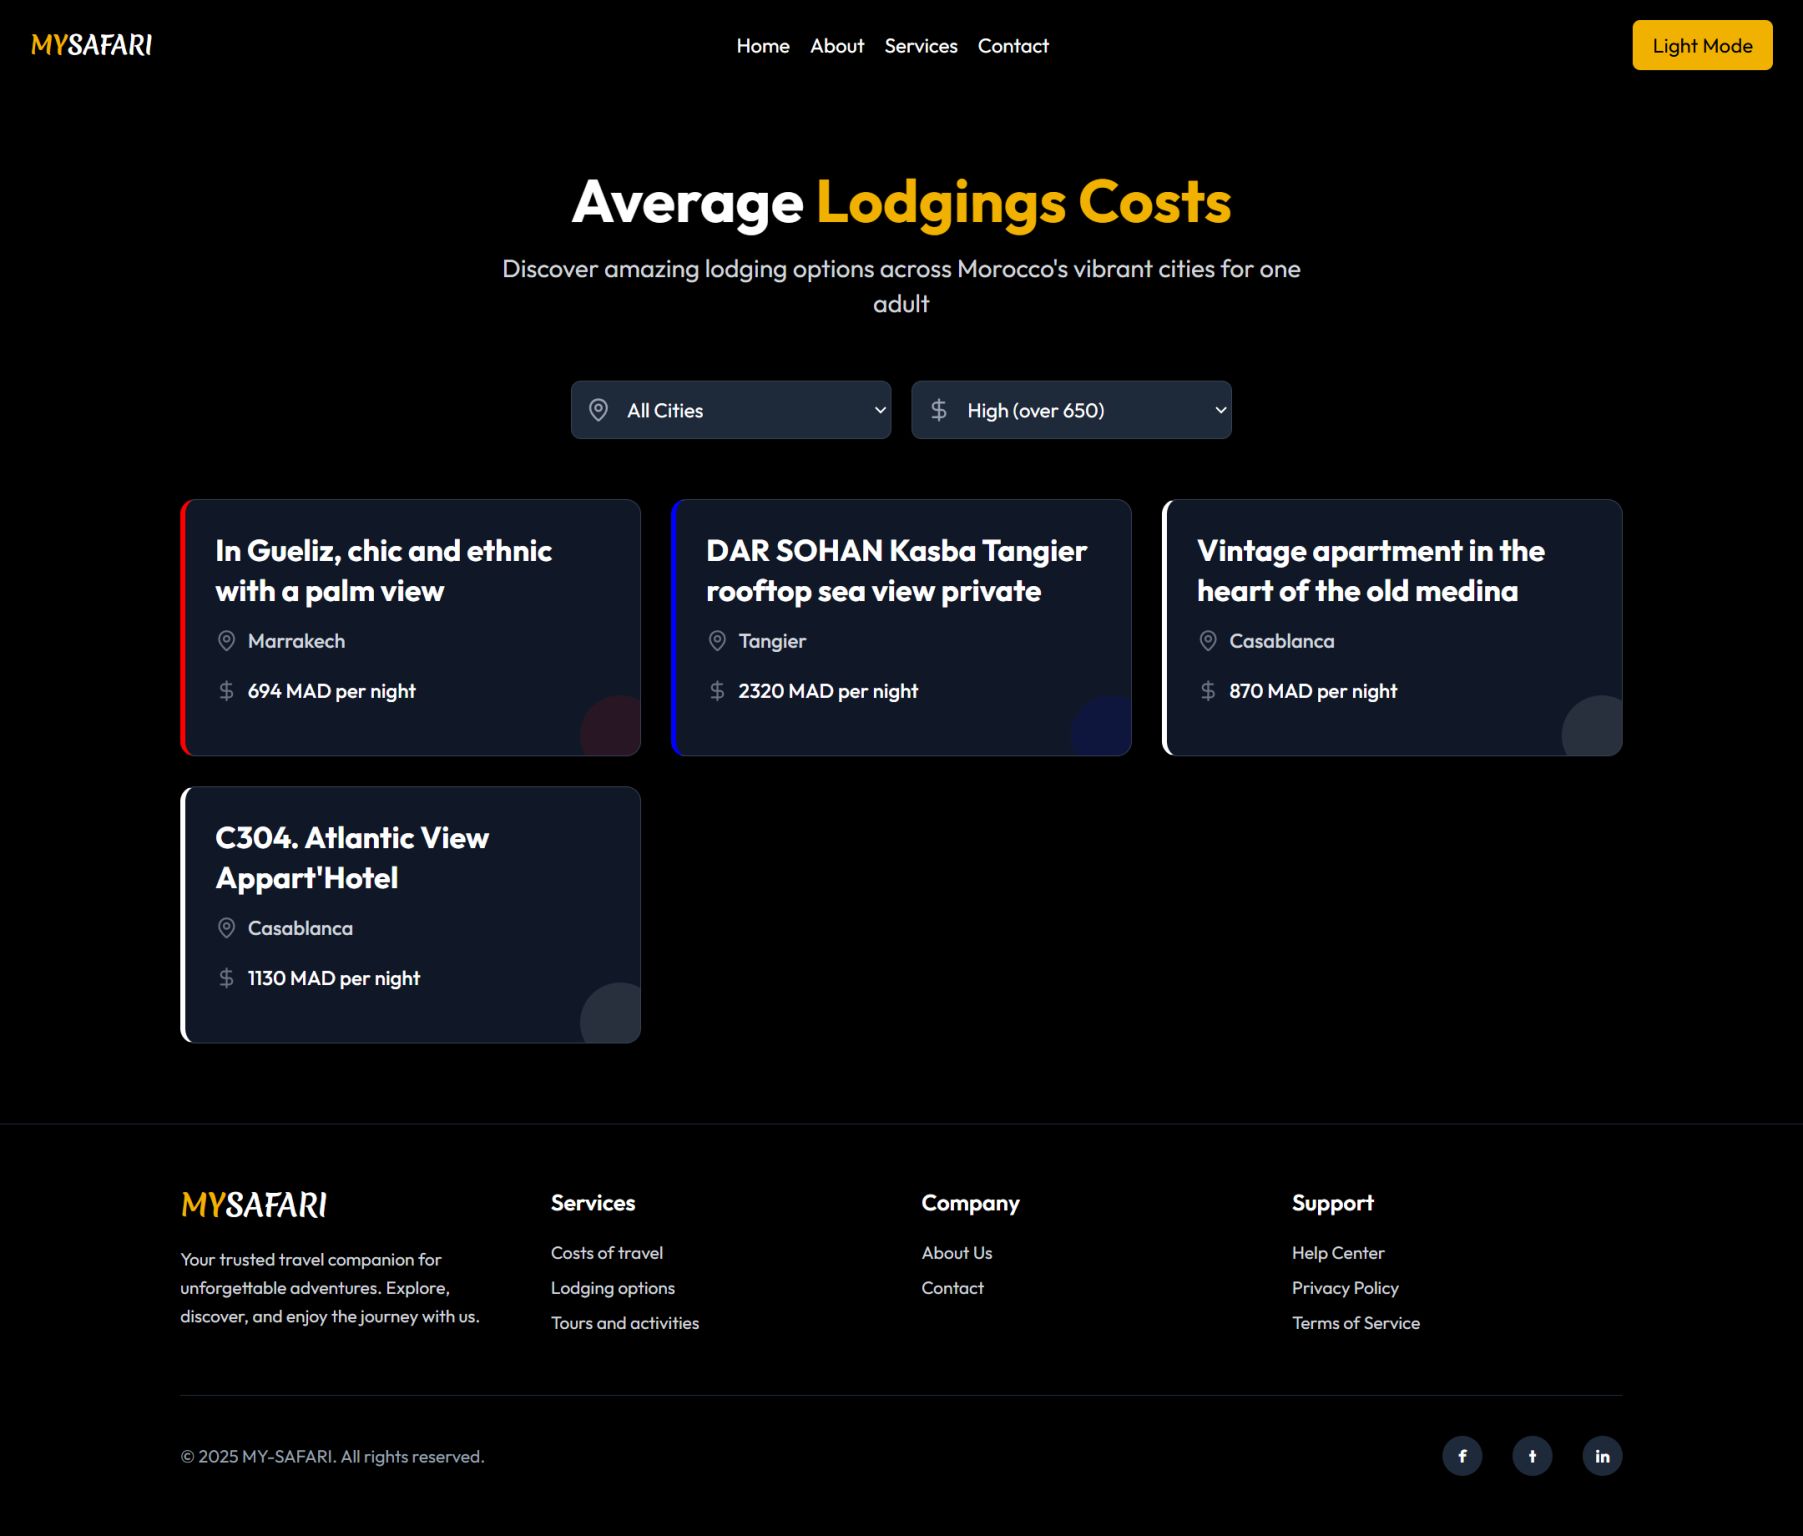 MYSAFARI
Home About Services Contact
Light Mode
Average Lodgings Costs
Discover amazing lodging options across Morocco's vibrant cities for one
adult
All Cities
High (over 650)
In Gueliz, chic and ethnic
with a palm view
Marrakech
694 MAD per night
DAR SOHAN Kasba Tangier
rooftop sea view private
Tangier
2320 MAD per night
Vintage apartment in the
heart of the old medina
Casablanca
870 MAD per night
C304. Atlantic View
Appart'Hotel
Casablanca
1130 MAD per night
MYSAFARI
Your trusted travel companion for
unforgettable adventures. Explore,
discover, and enjoy the journey with us.
Services
Costs of travel
Lodging options
Tours and activities
Company
About Us
Contact
Support
Help Center
Privacy Policy
Terms of Service
© 2025 MY-SAFARI. All rights reserved.
f t in